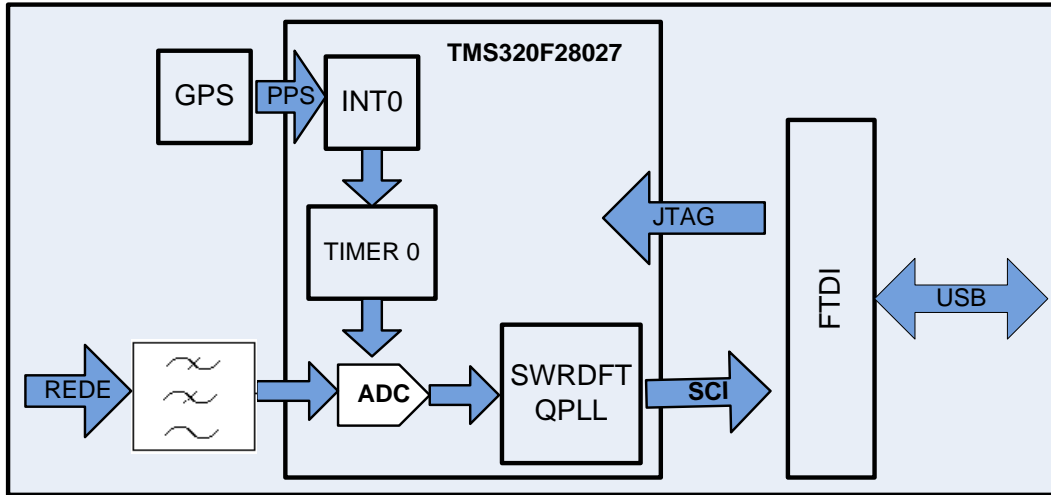 TMS320F28027
GPS
PPS
INT0
JTAG
TIMER 0
FTDI
USB
REDE
ADC
SWRDFT
QPLL
SCI